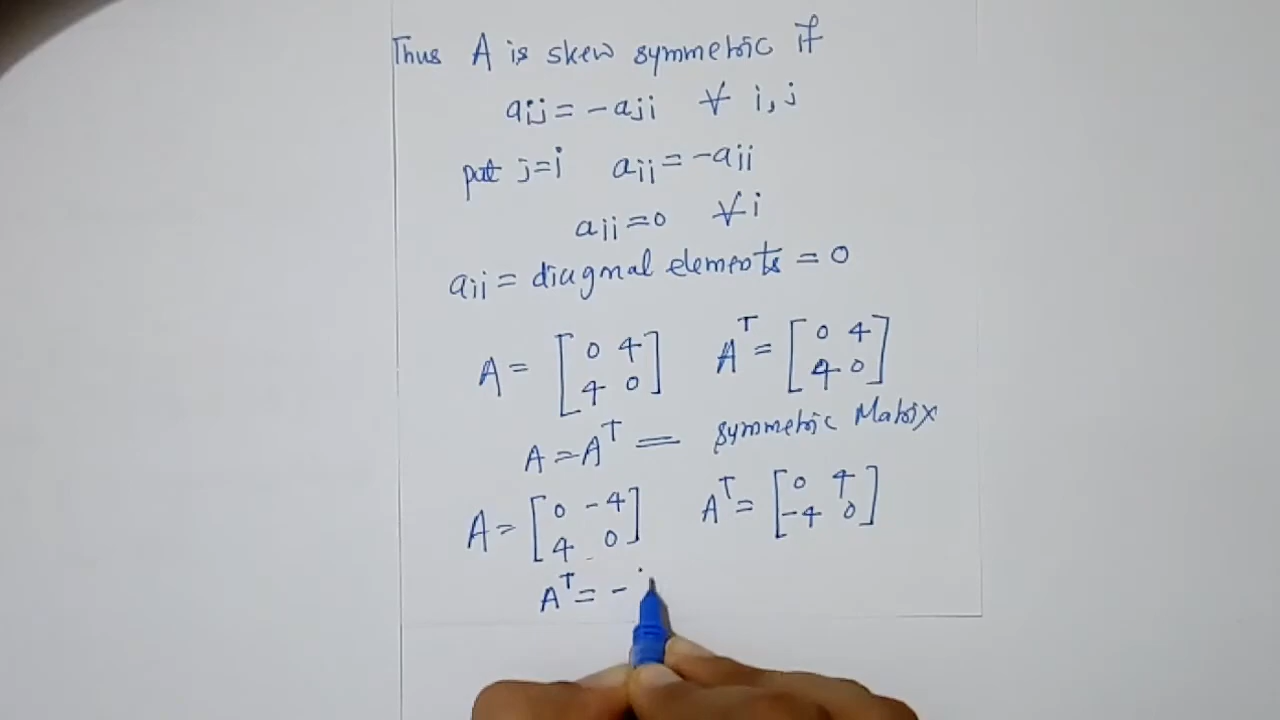 Thus A is skew symmetric if
aij = -aji ∀ i,j
put j=i aii = -aii
aii = 0 ∀i
aii = diagnal elements = 0
A = [0 4 4 0] A^T = [0 4 4 0]
A = A^T = symmetric Matrix
A = [0 -4 4 0] A^T = [0 4 -4 0]
A^T = -